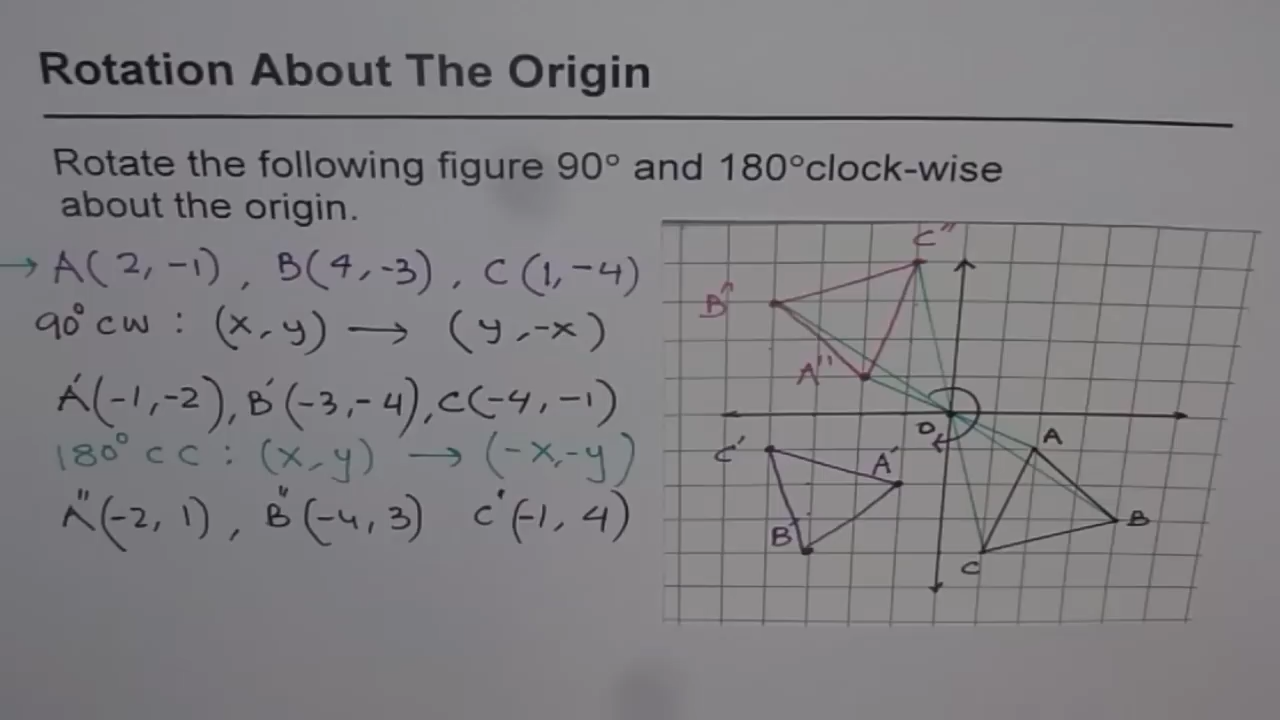 Rotation About The Origin
Rotate the following figure 90° and 180°clock-wise
about the origin.
→ A(2,-1), B(4,-3), C(1,-4)
90° CW : (x,y) → (y,-x)
A'(-1,-2), B'(-3,-4), C(-4,-1)
180° CC : (x,y) → (-x,-y)
A"(-2,1), B"(-4,3) C'(-1,4)
C"
B"
A"
O
A
C'
A'
B
B'
C